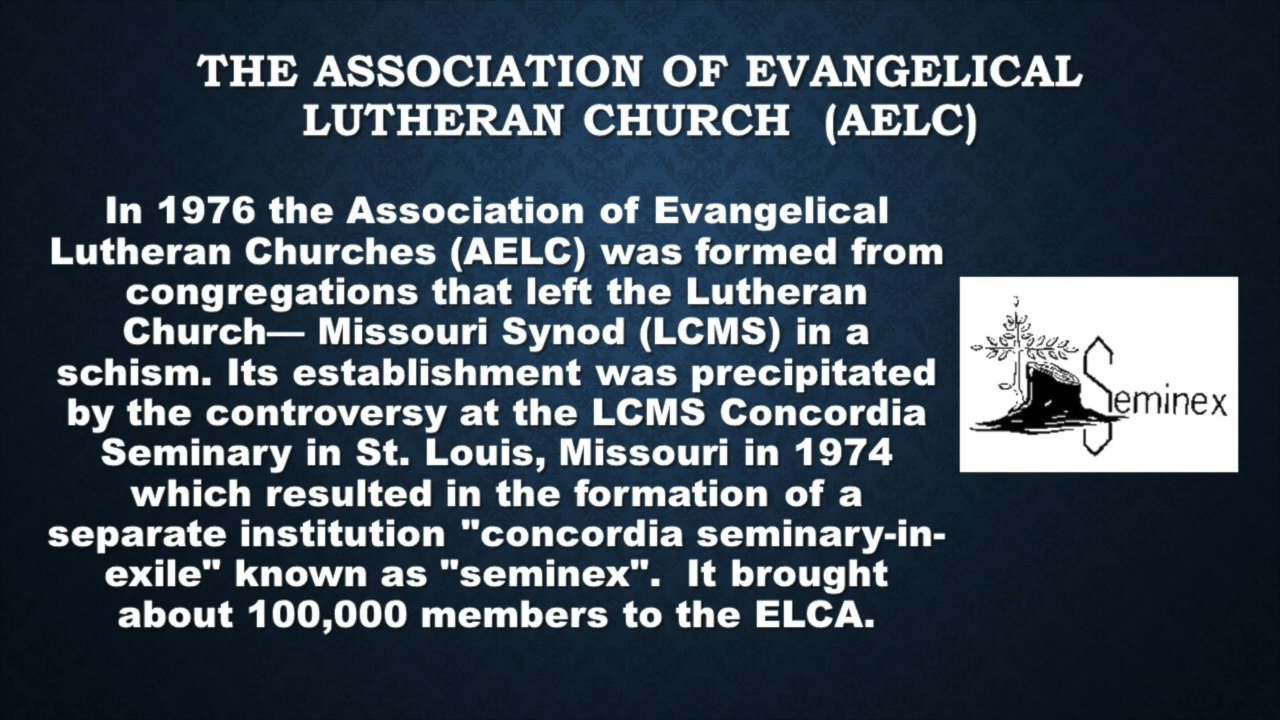 THE ASSOCIATION OF EVANGELICAL
LUTHERAN CHURCH (AELC)
In 1976 the Association of Evangelical
Lutheran Churches (AELC) was formed from
congregations that left the Lutheran
Church— Missouri Synod (LCMS) in a
schism. Its establishment was precipitated
by the controversy at the LCMS Concordia
Seminary in St. Louis, Missouri in 1974
which resulted in the formation of a
separate institution "concordia seminary-in-
exile" known as "seminex". It brought
about 100,000 members to the ELCA.
Seminex